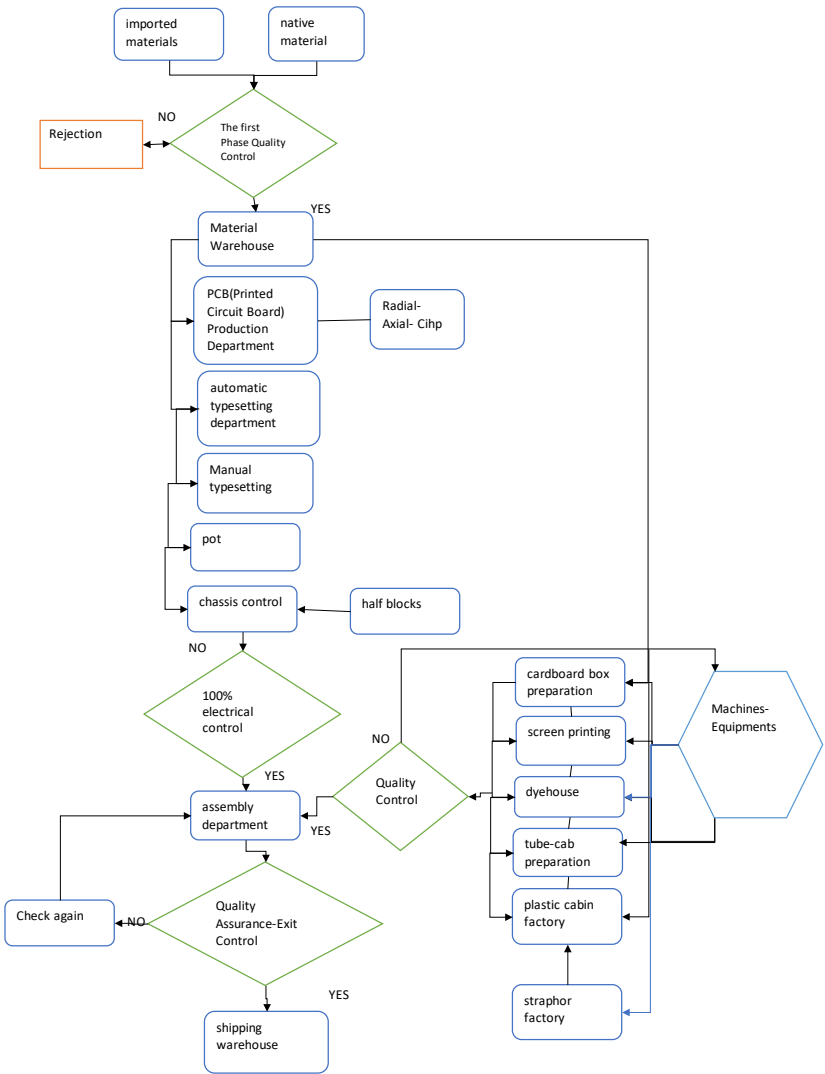 imported
materials
native
material
NO
Rejection
The first
Phase Quality
Control
YES
Material
Warehouse
PCB(Printed
Circuit Board)
Production
Department
Radial-
Axial- Cihp
automatic
typesetting
department
Manual
typesetting
pot
chassis control
half blocks
NO
100%
electrical
control
YES
cardboard box
preparation
screen printing
dyehouse
tube-cab
preparation
plastic cabin
factory
straphor
factory
Machines-
Equipments
NO
Quality
Control
YES
assembly
department
Quality
Assurance-Exit
Control
NO
Check again
YES
shipping
warehouse